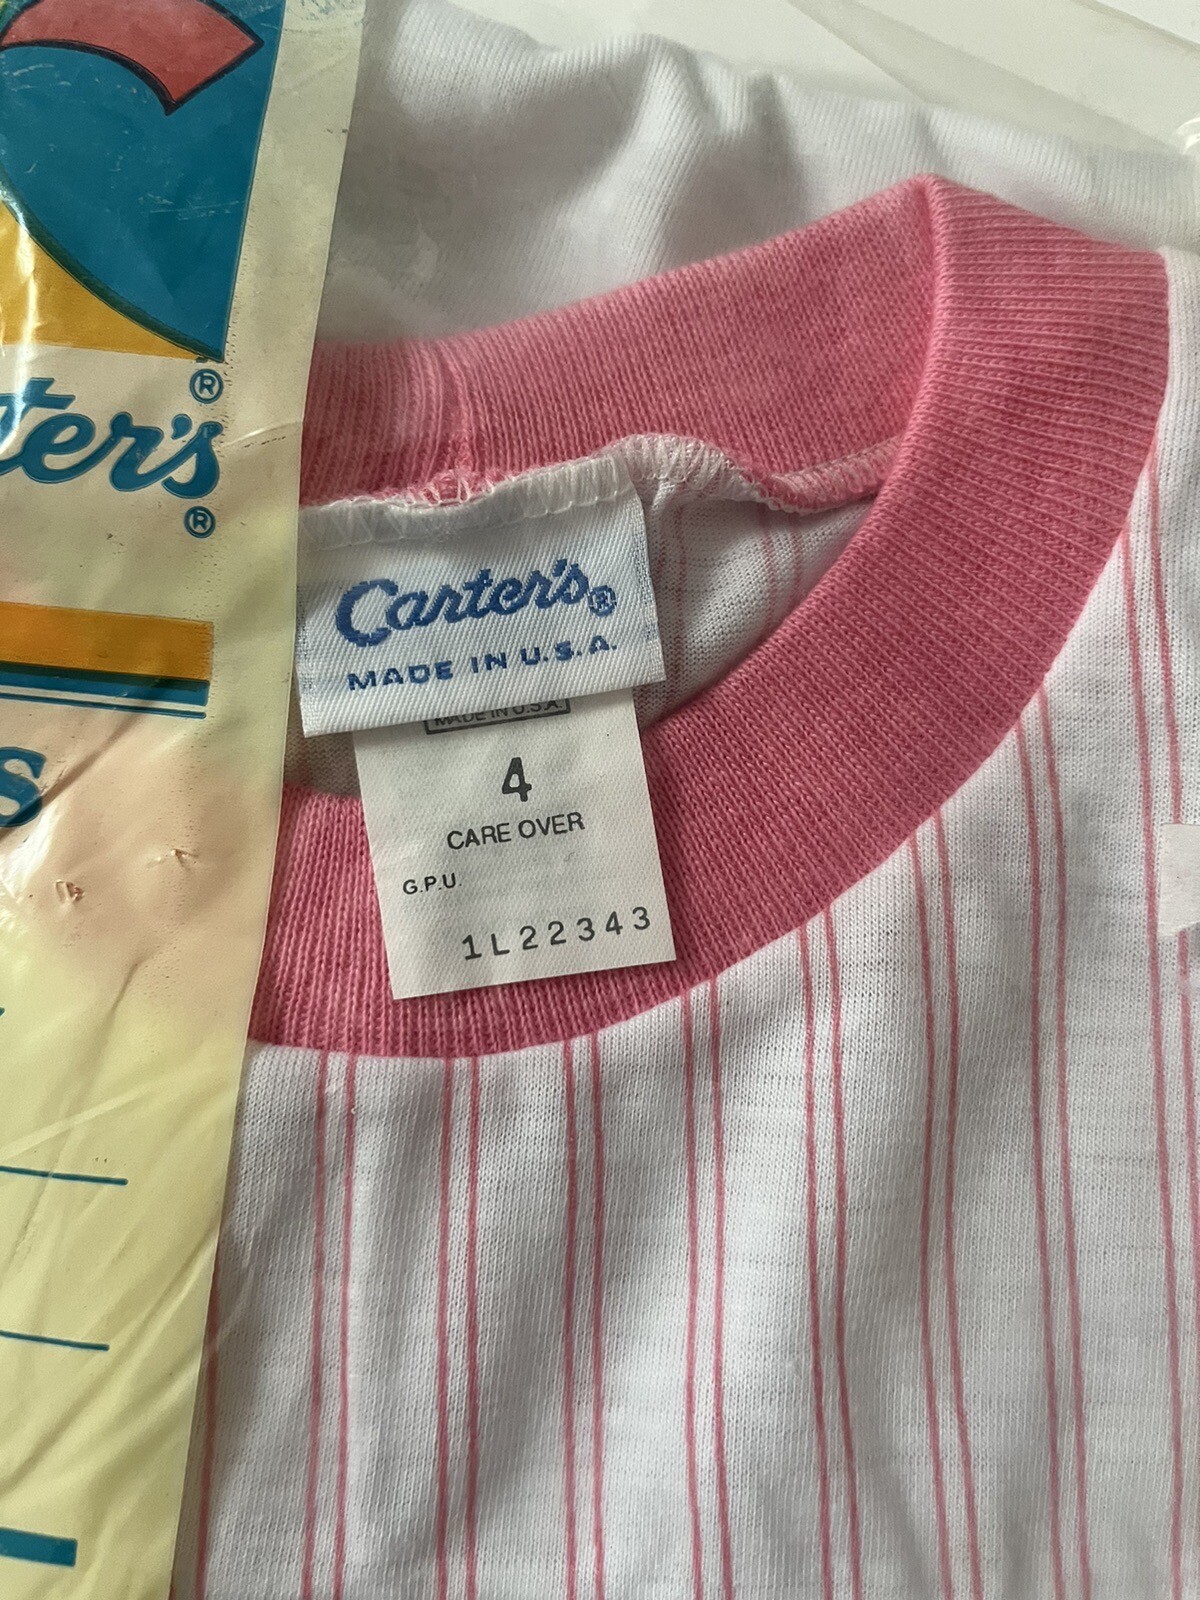 ter's®
®
s
Carter's®
MADE IN U.S.A.
MADE IN U.S.A.
4
CARE OVER
G.P.U.
1L22343